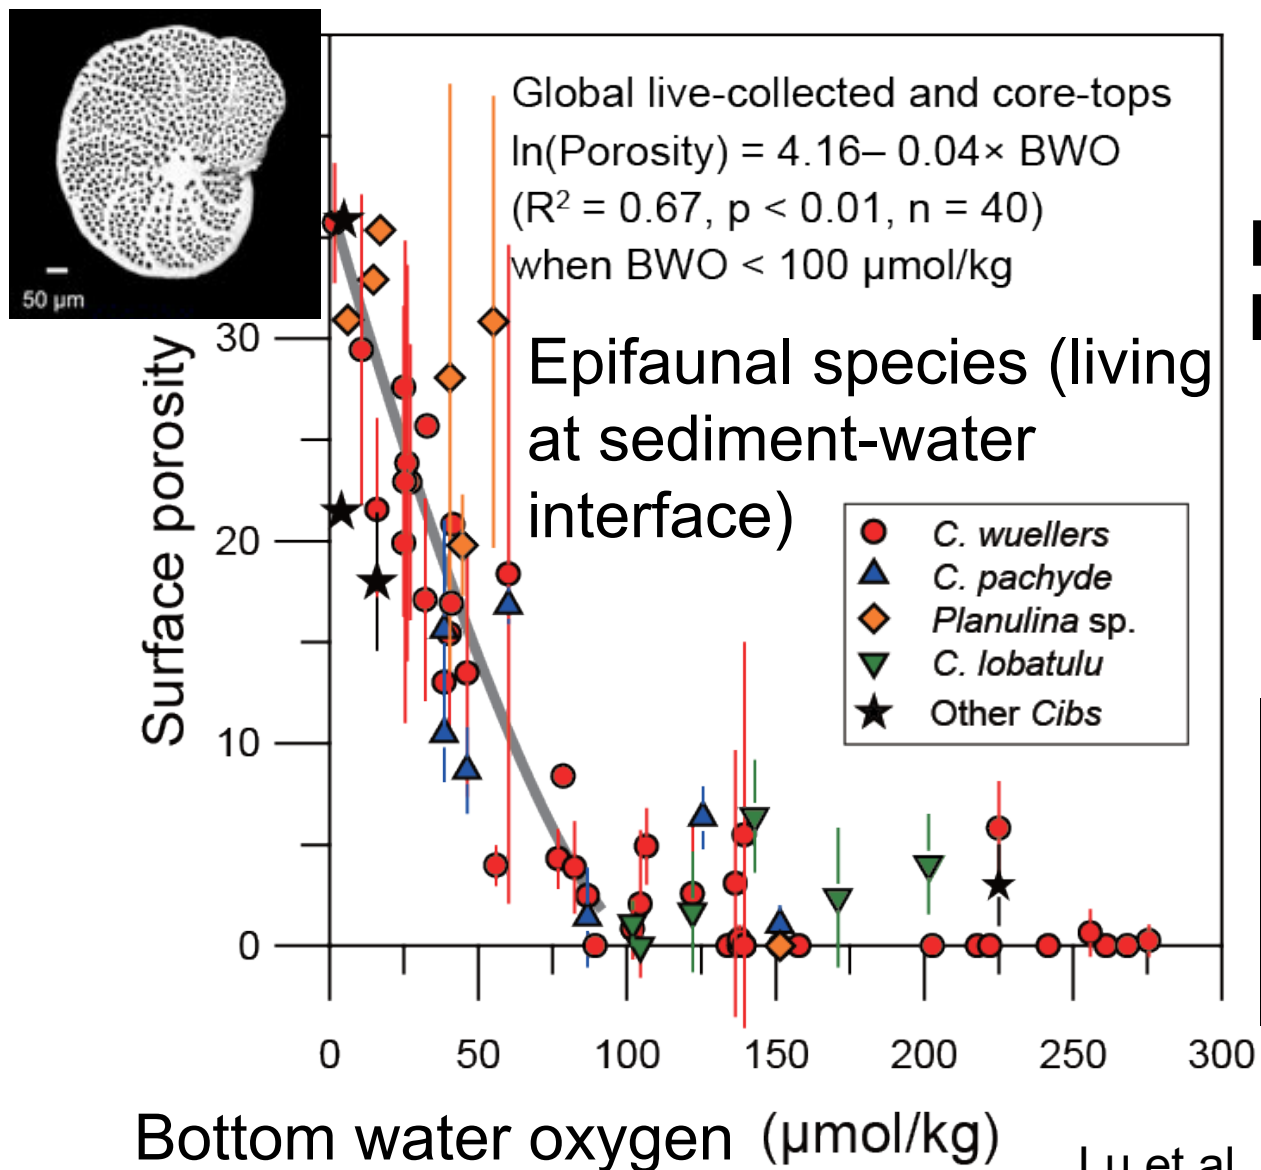 50 µm
Global live-collected and core-tops
ln(Porosity) = 4.16– 0.04× BWO
(R² = 0.67, p < 0.01, n = 40)
when BWO < 100 µmol/kg
Epifaunal species (living
at sediment-water
interface)
C. wuellers
C. pachyde
Planulina sp.
C. lobatulu
Other Cibs
Surface porosity
30
20
10
0
0 50 100 150 200 250 300
Bottom water oxygen (µmol/kg)
Lu et al